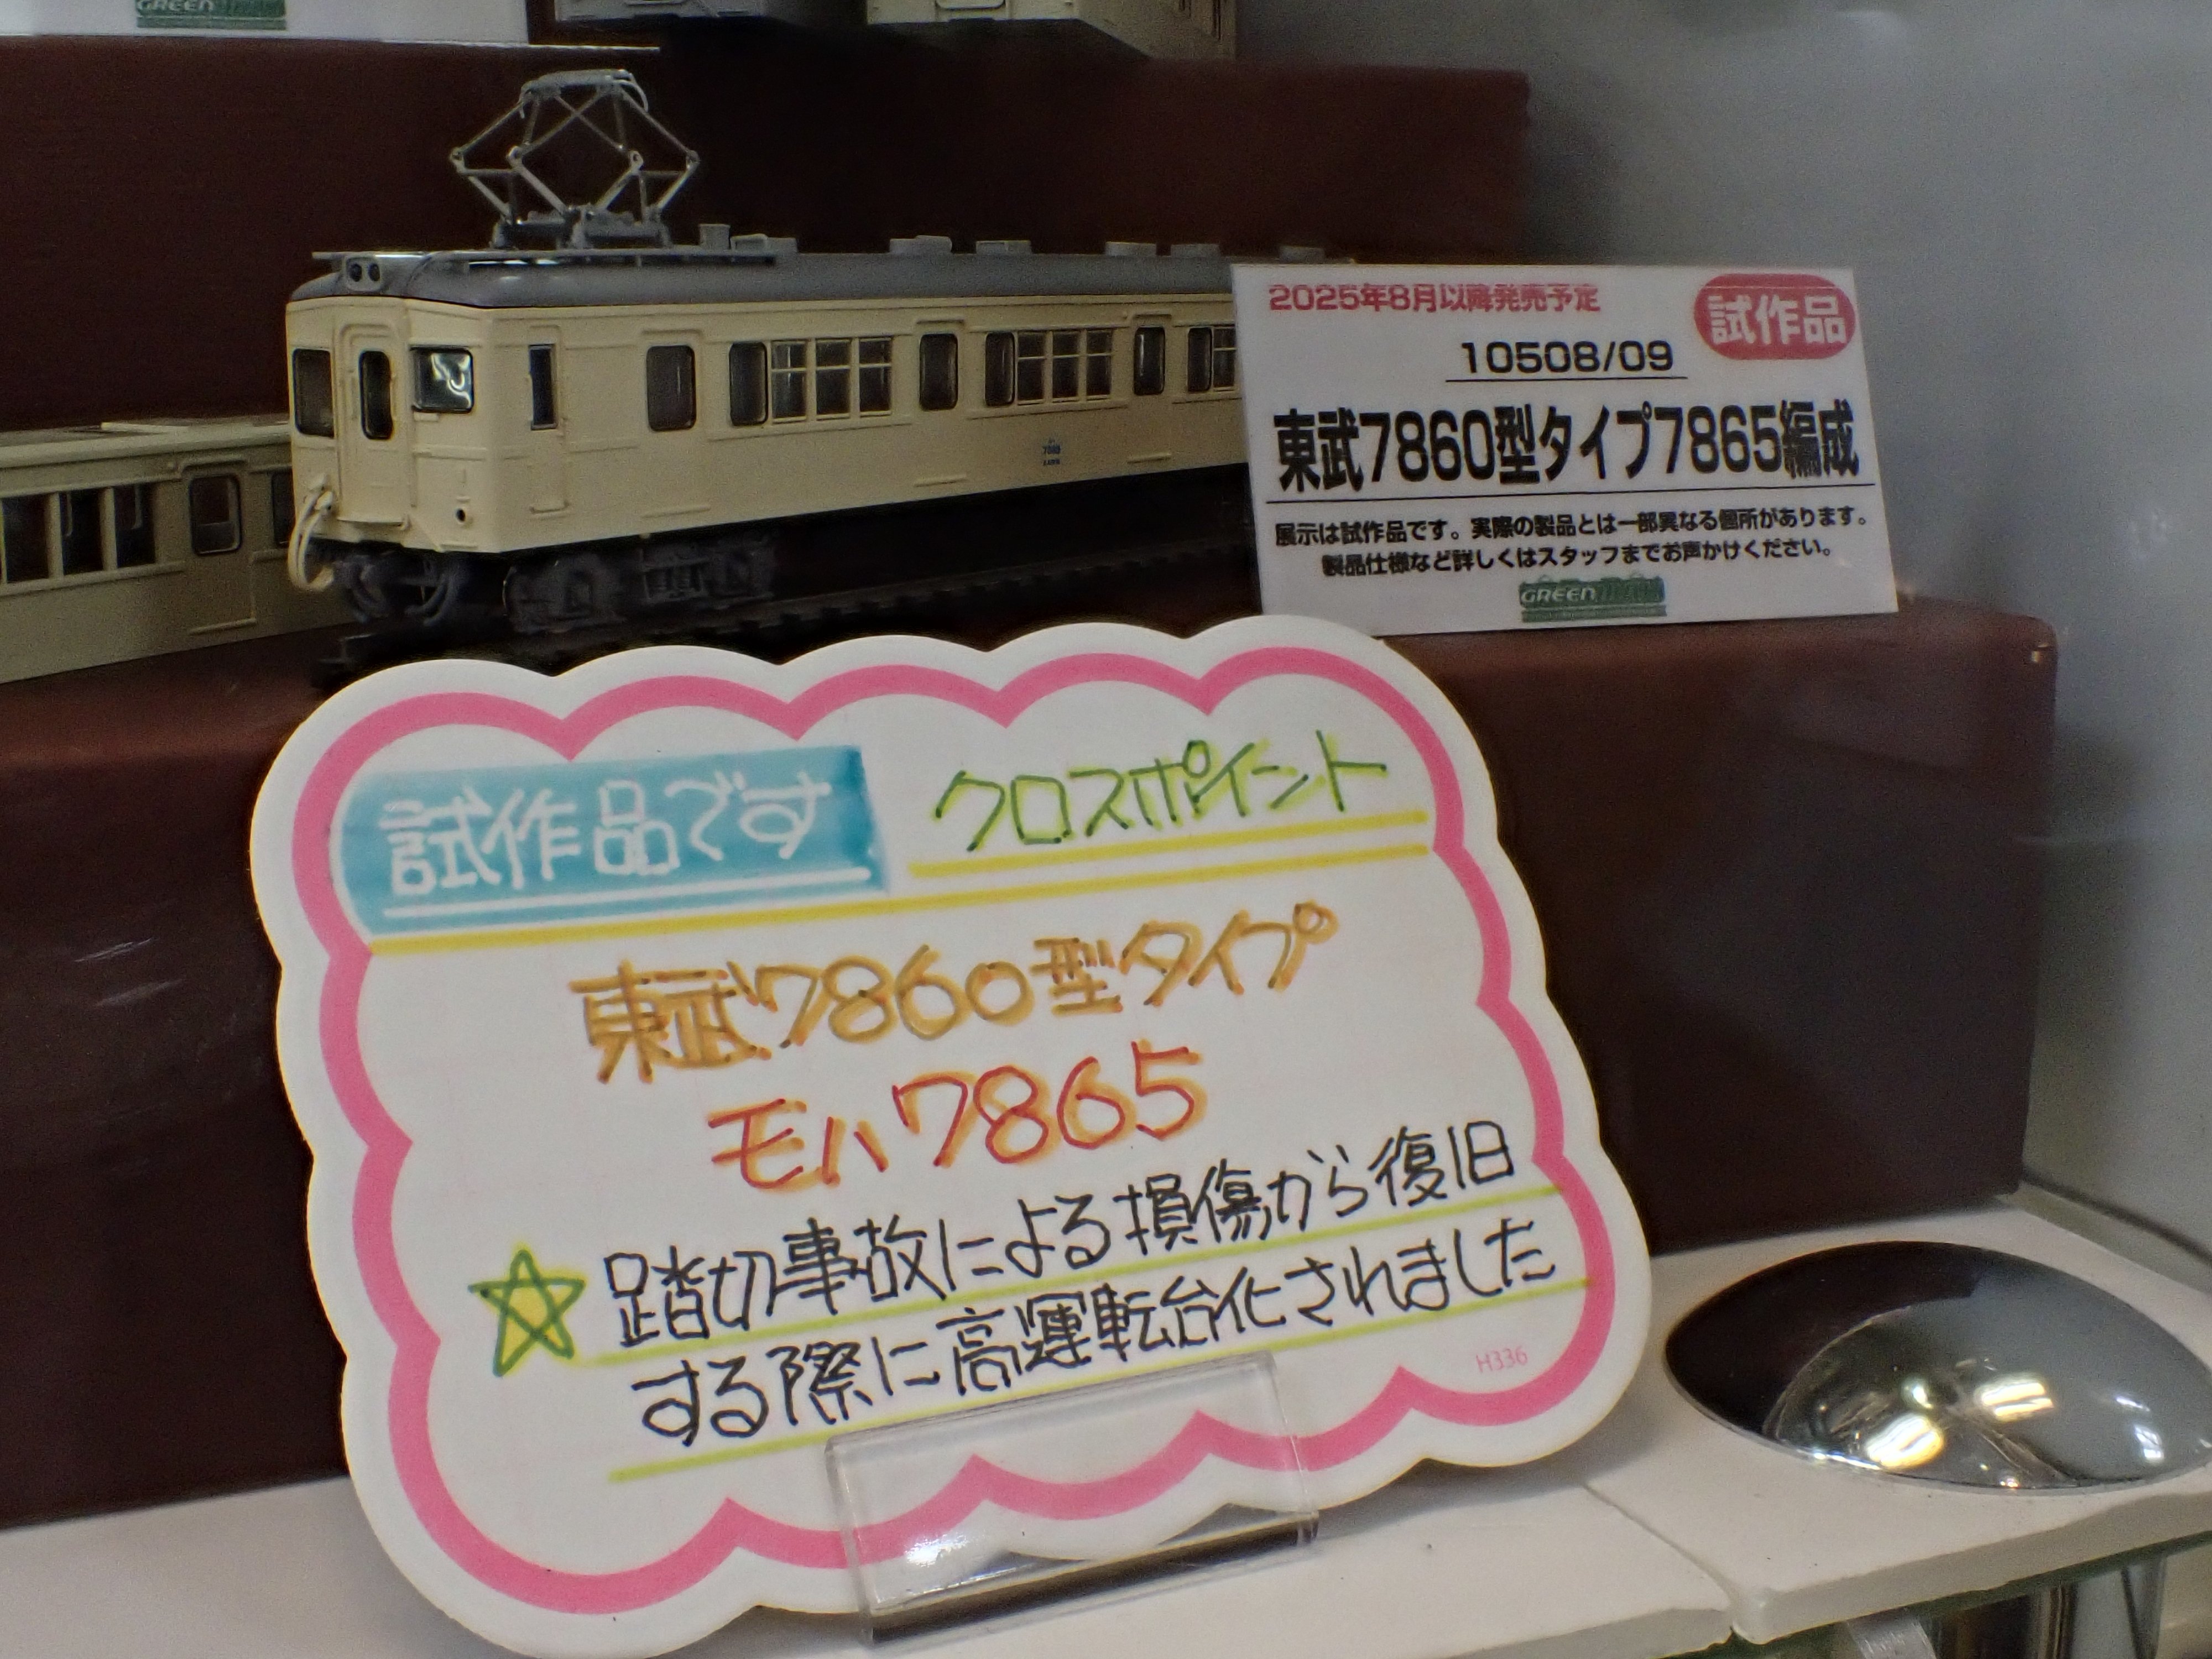 GREENMAX
2025年8月以降発売予定
試作品
10508/09
東武7860型タイプ7865編成
展示は試作品です。実際の製品とは一部異なる個所があります。
製品仕様など詳しくはスタッフまでお声かけください。
GREENMAX
試作品です クロスポイント
東武7860型タイプ
モハ7865
踏切事故による損傷から復旧
する際に高運転台化されました
H336